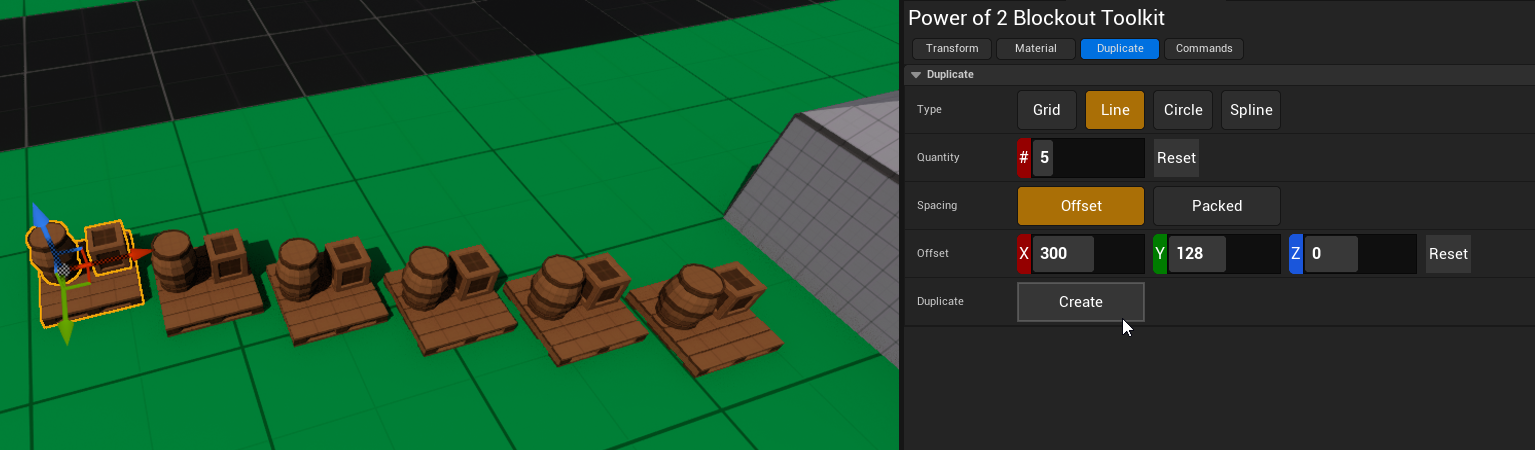 Power of 2 Blockout Toolkit
Transform Material Duplicate Commands
Duplicate
Type Grid Line Circle Spline
Quantity # 5 Reset
Spacing Offset Packed
Offset X 300 Y 128 Z 0 Reset
Duplicate Create